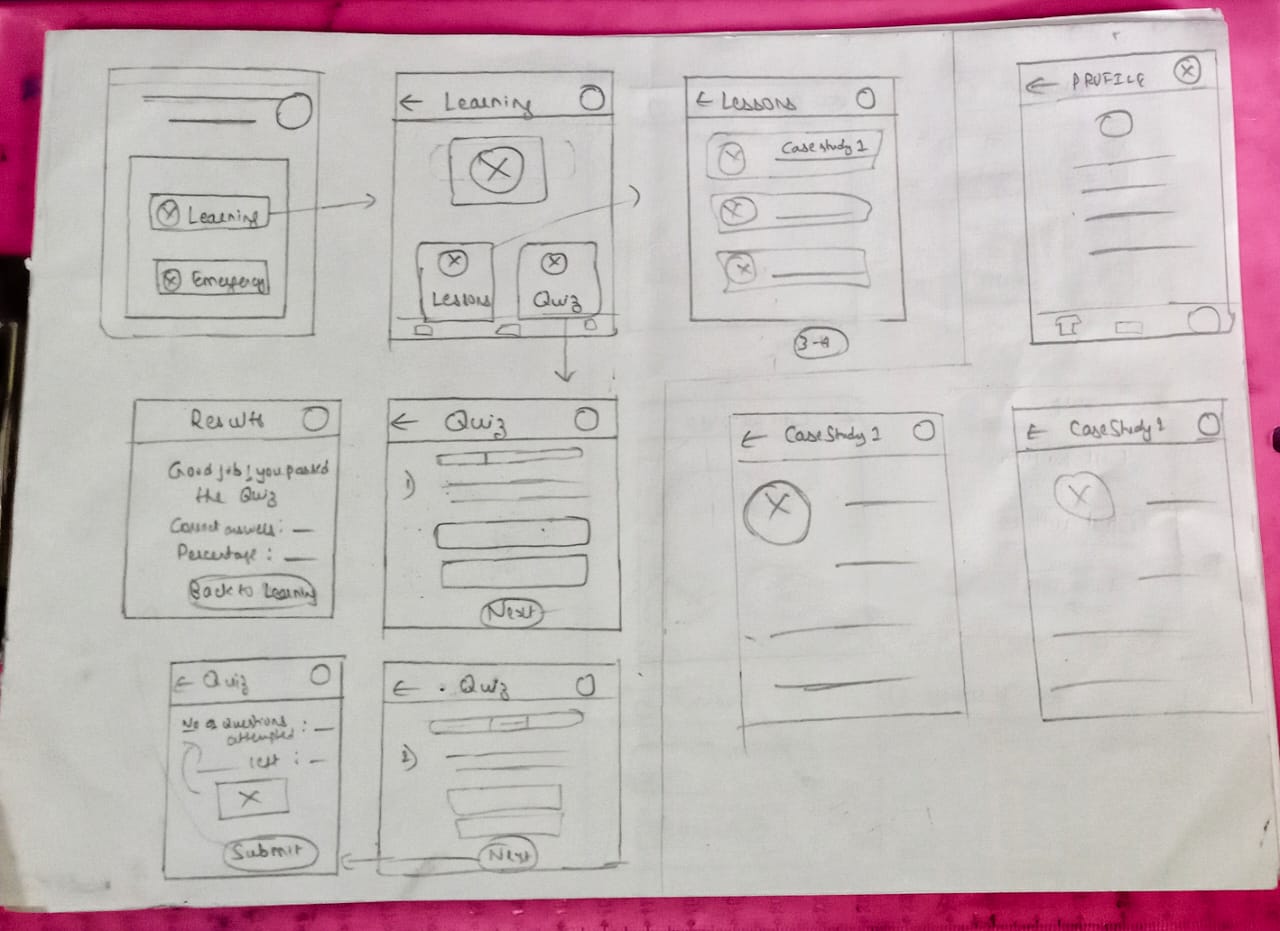 Learning
Emergency
← Learning
Lessons
Quiz
← Lessons
Case study 1
3-4
← PROFILE
Results
Good job! you passed
the Quiz
Correct answers :
Percentage :
Back to Learning
← Quiz
1)
Next
← Case Study 1
← Case Study 1
← Quiz
No of Questions
attempted :
left :
Submit
← Quiz
2)
Next